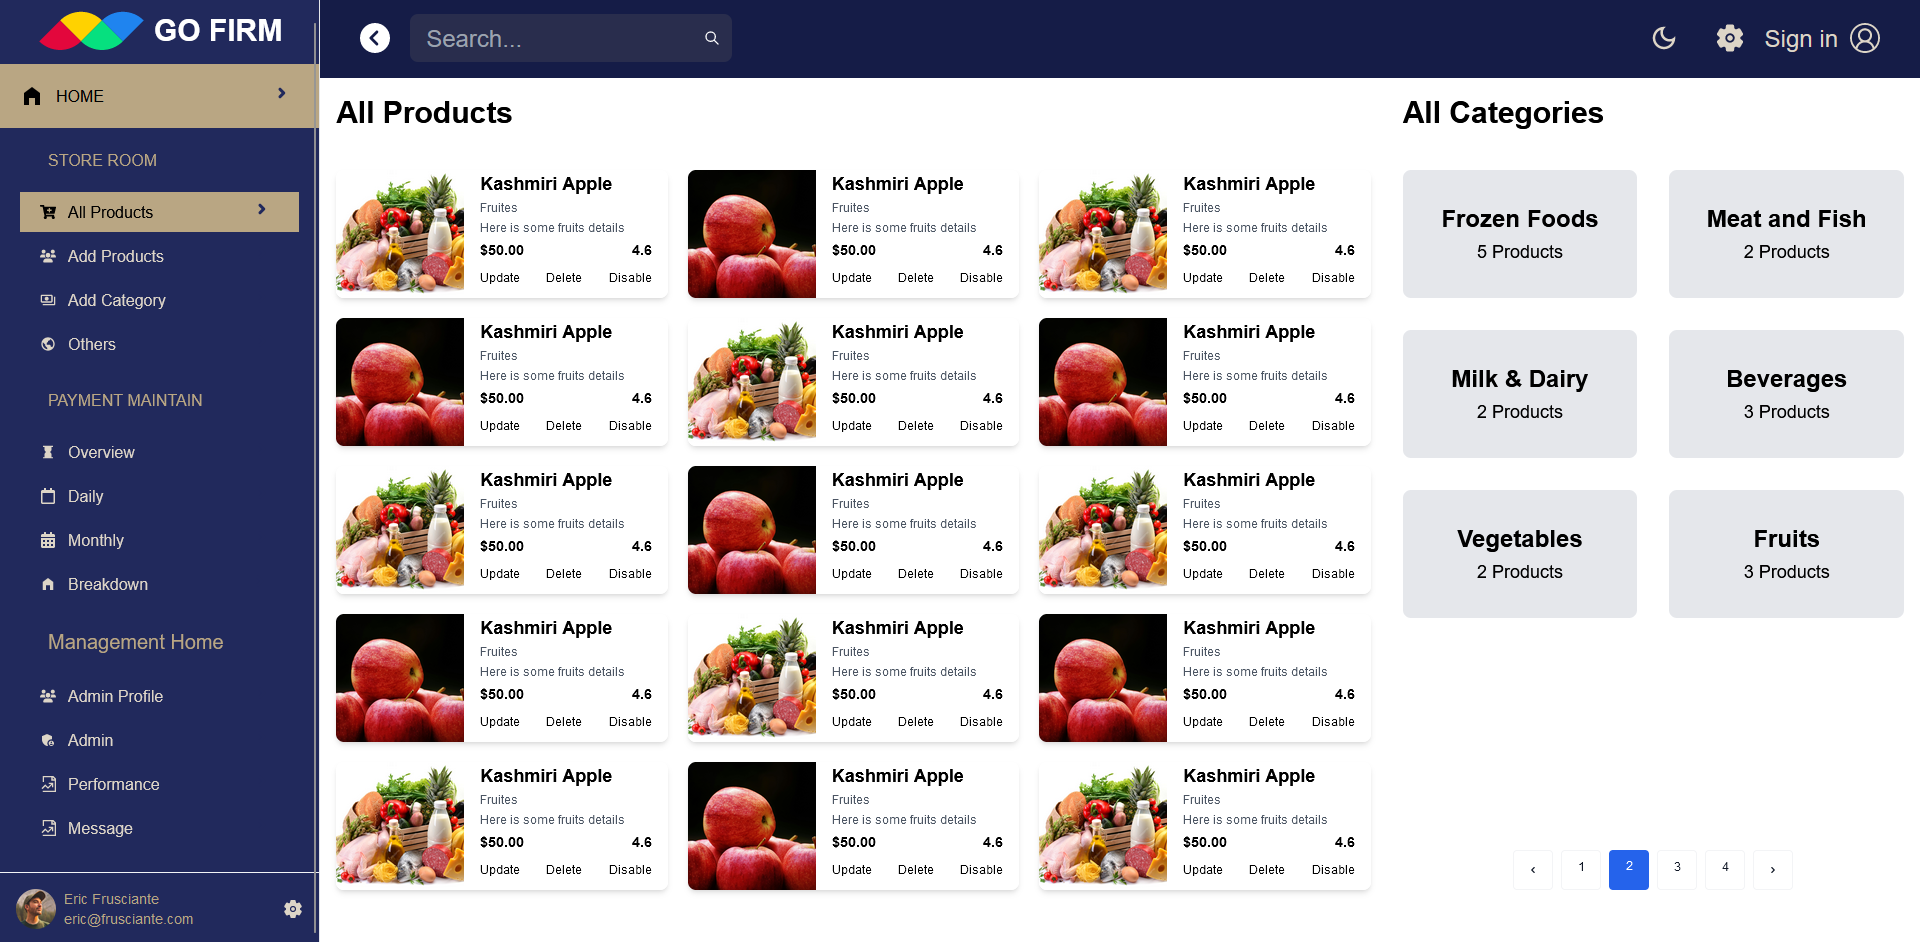 GO FIRM
HOME
STORE ROOM
All Products
Add Products
Add Category
Others
PAYMENT MAINTAIN
Overview
Daily
Monthly
Breakdown
Management Home
Admin Profile
Admin
Performance
Message
Eric Frusciante
eric@frusciante.com
Search...
Sign in
All Products
Kashmiri Apple
Fruites
Here is some fruits details
$50.00 4.6
Update Delete Disable
Kashmiri Apple
Fruites
Here is some fruits details
$50.00 4.6
Update Delete Disable
Kashmiri Apple
Fruites
Here is some fruits details
$50.00 4.6
Update Delete Disable
Kashmiri Apple
Fruites
Here is some fruits details
$50.00 4.6
Update Delete Disable
Kashmiri Apple
Fruites
Here is some fruits details
$50.00 4.6
Update Delete Disable
Kashmiri Apple
Fruites
Here is some fruits details
$50.00 4.6
Update Delete Disable
Kashmiri Apple
Fruites
Here is some fruits details
$50.00 4.6
Update Delete Disable
Kashmiri Apple
Fruites
Here is some fruits details
$50.00 4.6
Update Delete Disable
Kashmiri Apple
Fruites
Here is some fruits details
$50.00 4.6
Update Delete Disable
Kashmiri Apple
Fruites
Here is some fruits details
$50.00 4.6
Update Delete Disable
Kashmiri Apple
Fruites
Here is some fruits details
$50.00 4.6
Update Delete Disable
Kashmiri Apple
Fruites
Here is some fruits details
$50.00 4.6
Update Delete Disable
Kashmiri Apple
Fruites
Here is some fruits details
$50.00 4.6
Update Delete Disable
Kashmiri Apple
Fruites
Here is some fruits details
$50.00 4.6
Update Delete Disable
Kashmiri Apple
Fruites
Here is some fruits details
$50.00 4.6
Update Delete Disable
All Categories
Frozen Foods
5 Products
Meat and Fish
2 Products
Milk & Dairy
2 Products
Beverages
3 Products
Vegetables
2 Products
Fruits
3 Products
‹ 1 2 3 4 ›